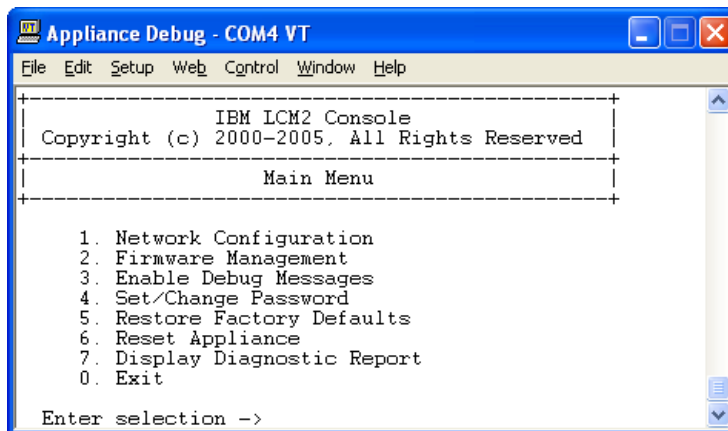 Appliance Debug - COM4 VT
File Edit Setup Web Control Window Help
IBM LCM2 Console
Copyright (c) 2000-2005, All Rights Reserved
Main Menu
1. Network Configuration
2. Firmware Management
3. Enable Debug Messages
4. Set/Change Password
5. Restore Factory Defaults
6. Reset Appliance
7. Display Diagnostic Report
0. Exit
Enter selection ->